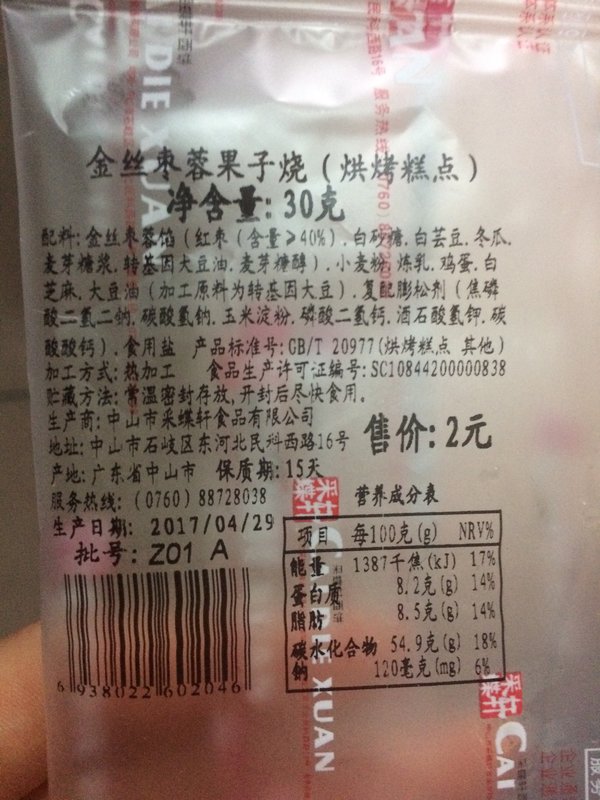 金丝枣蓉果子烧（烘烤糕点）
净含量: 30克
配料: 金丝枣蓉馅（红枣（含量≥40%）.白砂糖.白芸豆.冬瓜.
麦芽糖浆.转基因大豆油.麦芽糖醇）.小麦粉.炼乳.鸡蛋.白
芝麻.大豆油（加工原料为转基因大豆）.复配膨松剂（焦磷
酸二氢二钠.碳酸氢钠.玉米淀粉.磷酸二氢钙.酒石酸氢钾.碳
酸酸钙）.食用盐 产品标准号:GB/T 20977(烘烤糕点 其他)
加工方式: 热加工 食品生产许可证编号: SC10844200000838
贮藏方法: 常温密封存放,开封后尽快食用。
生产商: 中山市采蝶轩食品有限公司
地址: 中山市石岐区东河北民科西路16号
售价: 2元
产地: 广东省中山市 保质期: 15天
服务热线: (0760) 88728038
生产日期: 2017/04/29
批号: Z01 A
6 938022 602046
营养成分表
项目 每100克(g) NRV%
能量 1387千焦(kJ) 17%
蛋白质 8.2克(g) 14%
脂肪 8.5克(g) 14%
碳水化合物 54.9克(g) 18%
钠 120毫克(mg) 6%
采蝶轩
CAI DIE XUAN
采蝶轩
CAI